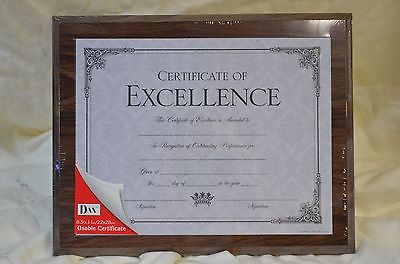 CERTIFICATE OF
EXCELLENCE
This Certificate of Excellence is Awarded to
In Recognition of Outstanding Performance for
Given at
this day of in the year
Signature Signature
DAX
8.5 x 11in/22x28cm
Usable Certificate